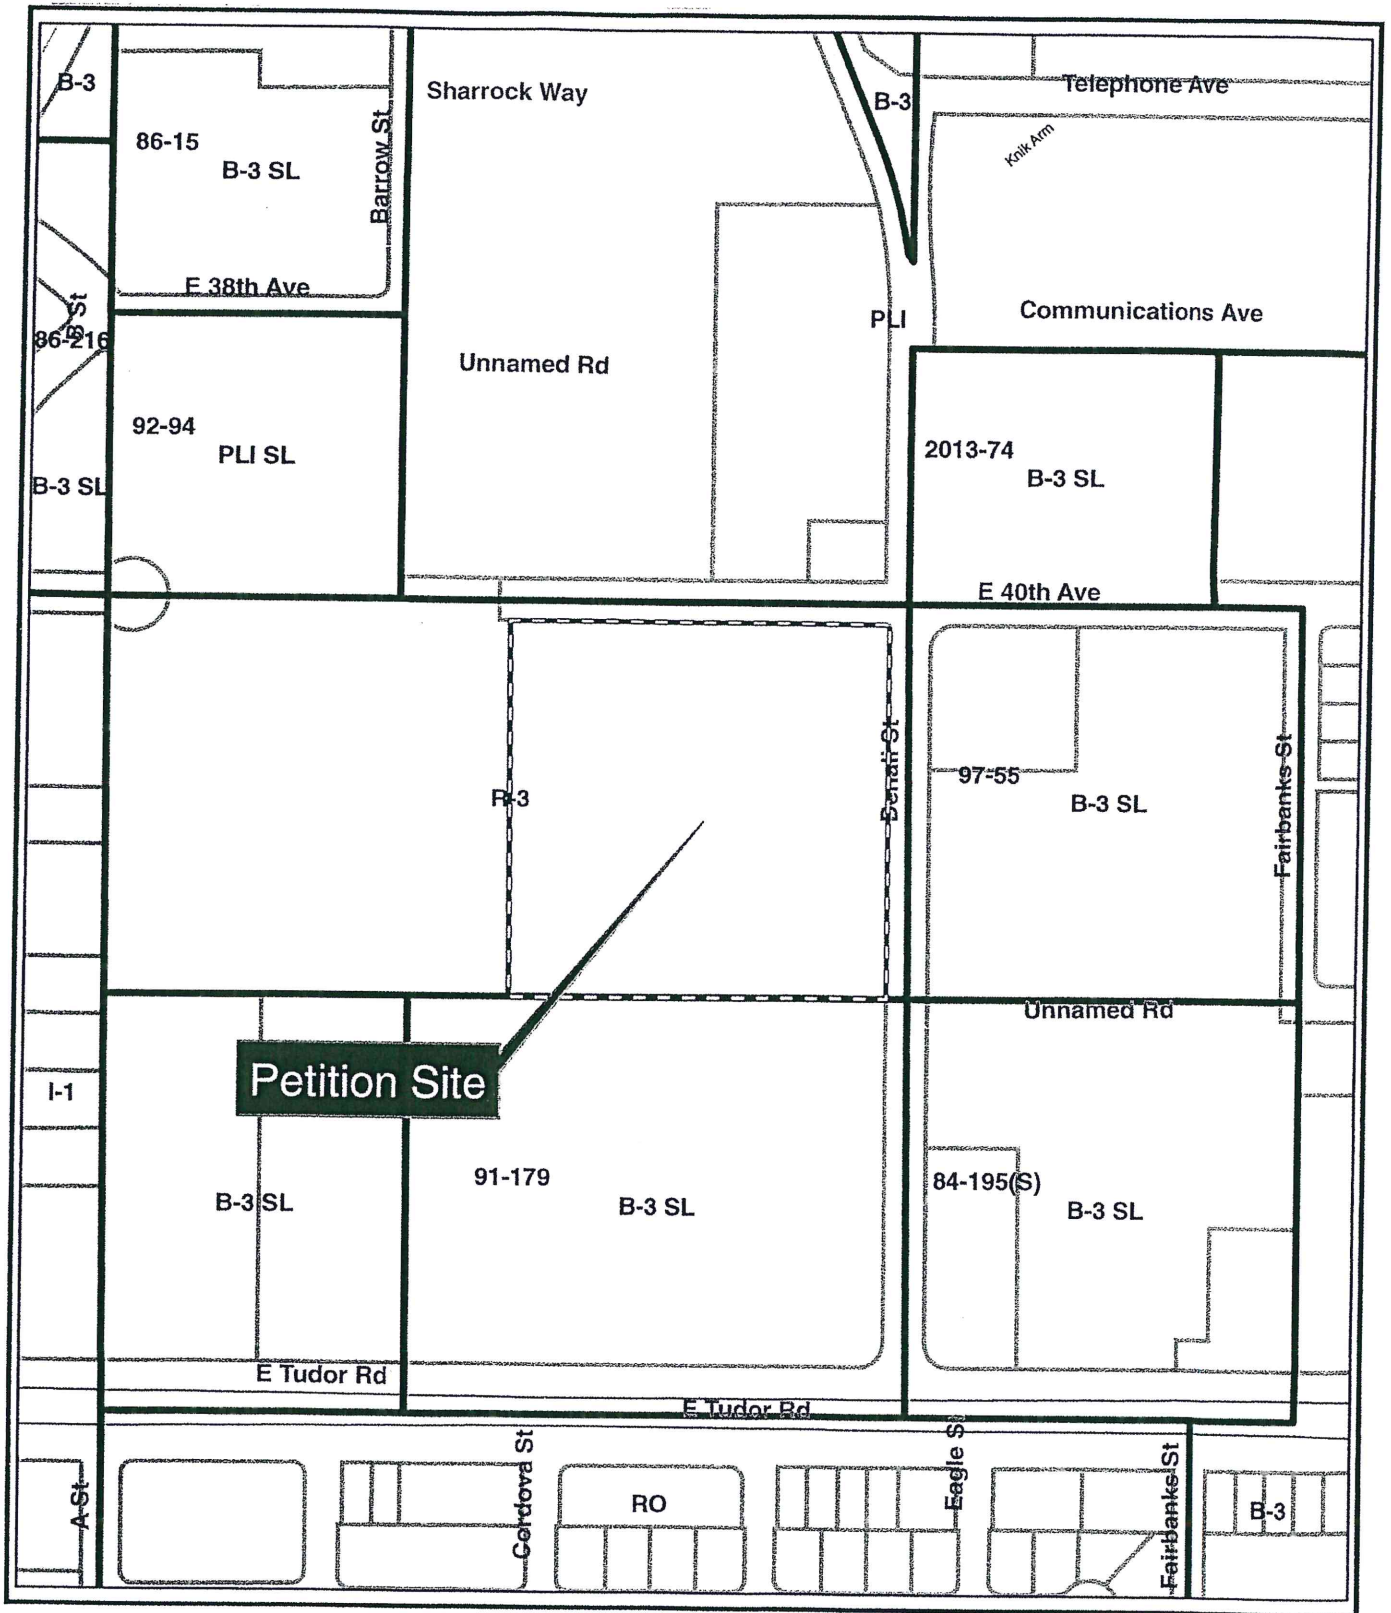 B-3
Sharrock Way
B-3
Telephone Ave
Knik Arm
86-15
B-3 SL
Barrow St
E 38th Ave
B St
86-216
PLI
Communications Ave
Unnamed Rd
92-94
PLI SL
B-3 SL
2013-74
B-3 SL
E 40th Ave
R-3
Denali St
97-55
B-3 SL
Fairbanks St
Unnamed Rd
Petition Site
I-1
91-179
B-3 SL
B-3 SL
84-195(S)
B-3 SL
E Tudor Rd
E Tudor Rd
A St
Cordova St
RO
Eagle St
Fairbanks St
B-3